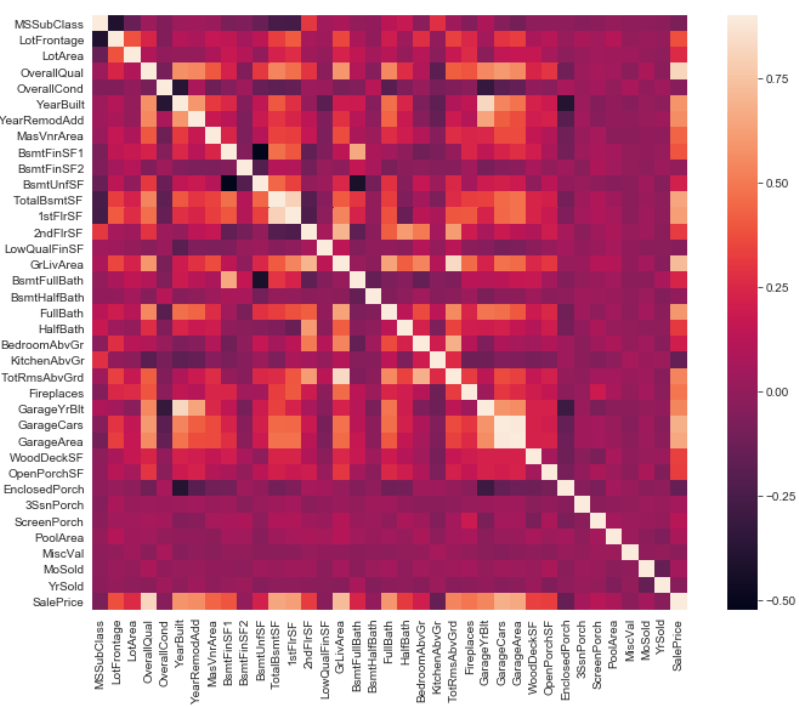 MSSubClass
LotFrontage
LotArea
OverallQual
OverallCond
YearBuilt
YearRemodAdd
MasVnrArea
BsmtFinSF1
BsmtFinSF2
BsmtUnfSF
TotalBsmtSF
1stFlrSF
2ndFlrSF
LowQualFinSF
GrLivArea
BsmtFullBath
BsmtHalfBath
FullBath
HalfBath
BedroomAbvGr
KitchenAbvGr
TotRmsAbvGrd
Fireplaces
GarageYrBlt
GarageCars
GarageArea
WoodDeckSF
OpenPorchSF
EnclosedPorch
3SsnPorch
ScreenPorch
PoolArea
MiscVal
MoSold
YrSold
SalePrice
MSSubClass
LotFrontage
LotArea
OverallQual
OverallCond
YearBuilt
YearRemodAdd
MasVnrArea
BsmtFinSF1
BsmtFinSF2
BsmtUnfSF
TotalBsmtSF
1stFlrSF
2ndFlrSF
LowQualFinSF
GrLivArea
BsmtFullBath
BsmtHalfBath
FullBath
HalfBath
BedroomAbvGr
KitchenAbvGr
TotRmsAbvGrd
Fireplaces
GarageYrBlt
GarageCars
GarageArea
WoodDeckSF
OpenPorchSF
EnclosedPorch
3SsnPorch
ScreenPorch
PoolArea
MiscVal
MoSold
YrSold
SalePrice
0.75
0.50
0.25
0.00
−0.25
−0.50